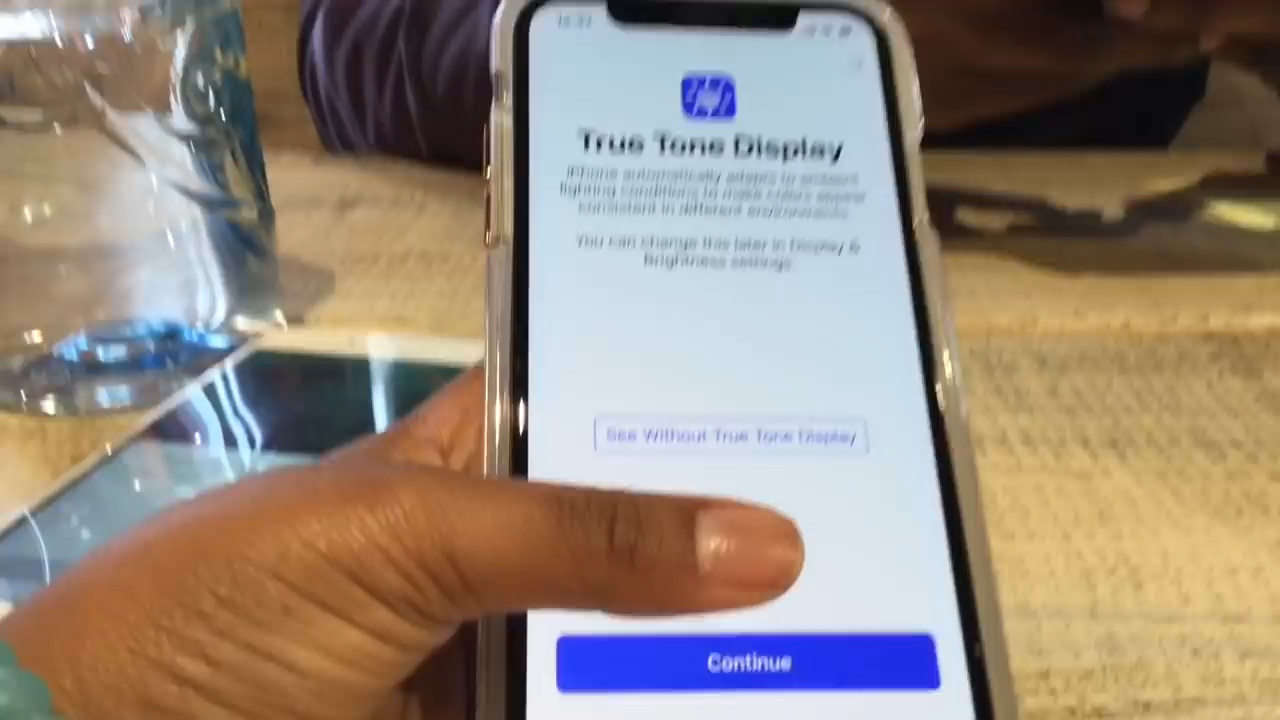 True Tone Display
iPhone automatically adapts to ambient
lighting conditions to make colors appear
consistent in different environments.
You can change this later in Display &
Brightness settings.
See Without True Tone Display
Continue